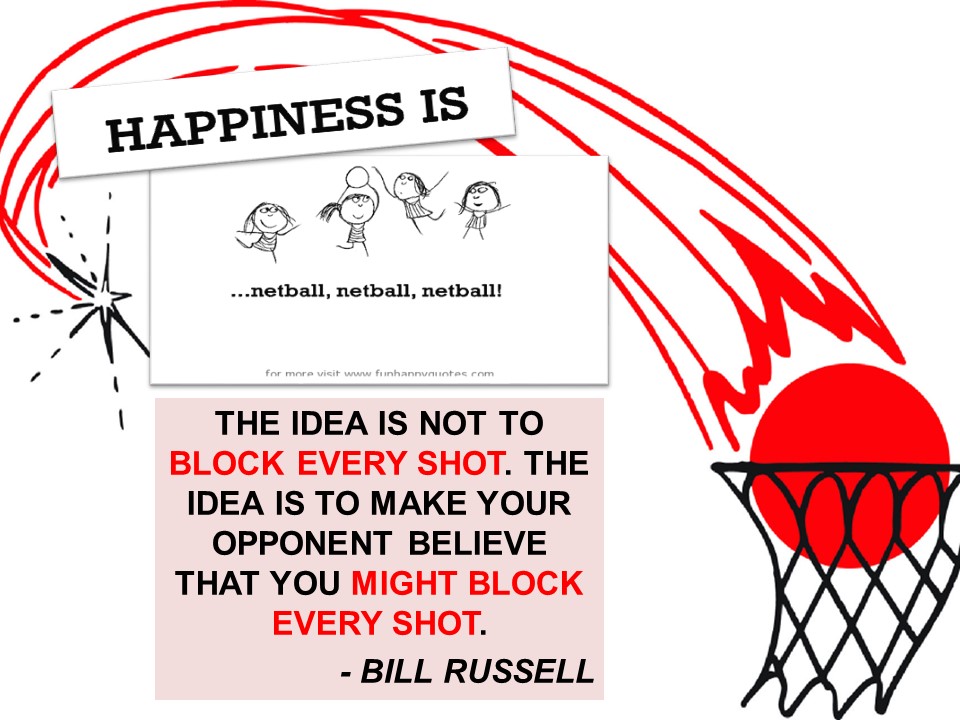 HAPPINESS IS
...netball, netball, netball!
for more visit www.funhappyquotes.com
THE IDEA IS NOT TO
BLOCK EVERY SHOT. THE
IDEA IS TO MAKE YOUR
OPPONENT BELIEVE
THAT YOU MIGHT BLOCK
EVERY SHOT.
- BILL RUSSELL